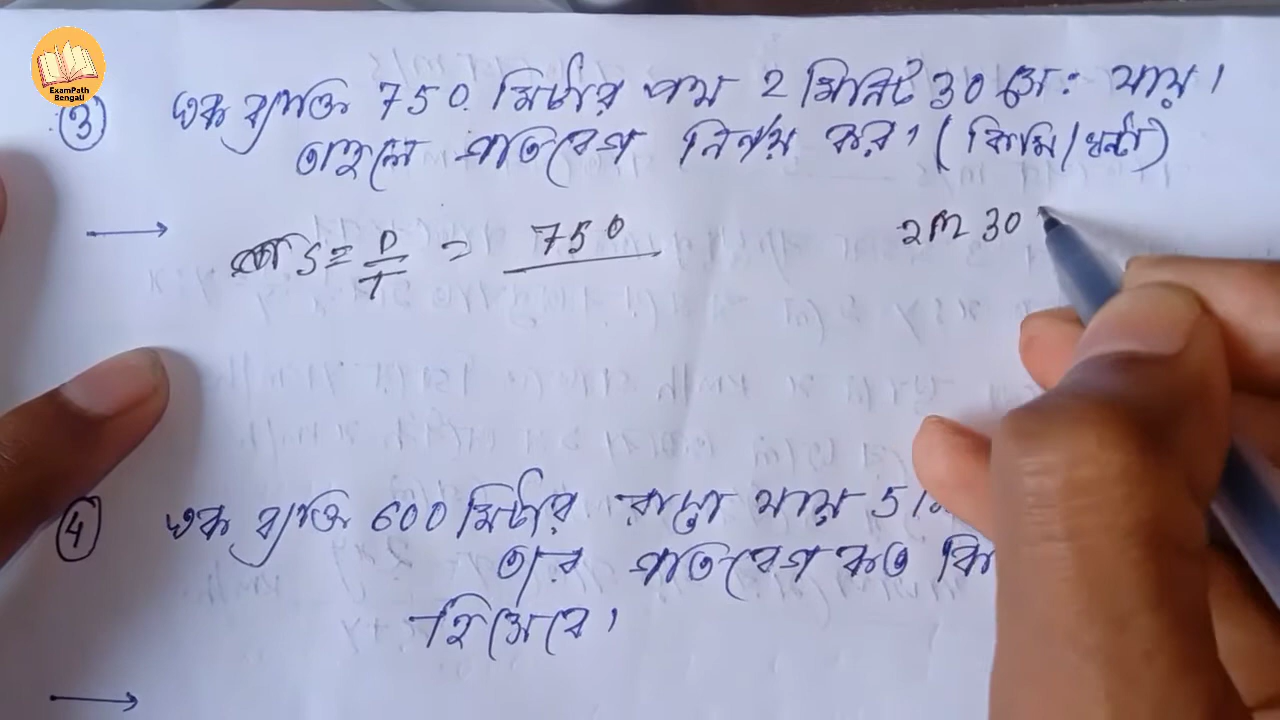 ExamPath
Bengali
৩ এক ব্যক্তি 750 মিটার পথ 2 মিনিট 30 সে: যায়।
তাহলে গতিবেগ নির্ণয় কর। (কিমি/ঘন্টা)
→ S = D/T = 750
2m 30
4 এক ব্যক্তি 600 মিটার রাস্তা যায় 5 মি
তার গতিবেগ কত কি
হিসেবে।
→